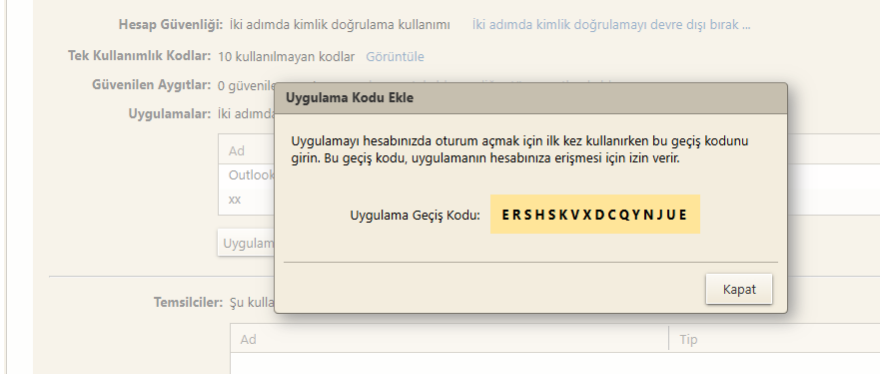 Hesap Güvenliği: İki adımda kimlik doğrulama kullanımı İki adımda kimlik doğrulamayı devre dışı bırak ...
Tek Kullanımlık Kodlar: 10 kullanılmayan kodlar Görüntüle
Güvenilen Aygıtlar: 0 güvenile
Uygulama Kodu Ekle
Uygulamalar: İki adımda
Uygulamayı hesabınızda oturum açmak için ilk kez kullanırken bu geçiş kodunu
girin. Bu geçiş kodu, uygulamanın hesabınıza erişmesi için izin verir.
Ad
Outlook
xx
Uygulama Geçiş Kodu: ERSHSKVXDCQYNJUE
Uygulam
Kapat
Temsilciler: Şu kulla
Ad Tip